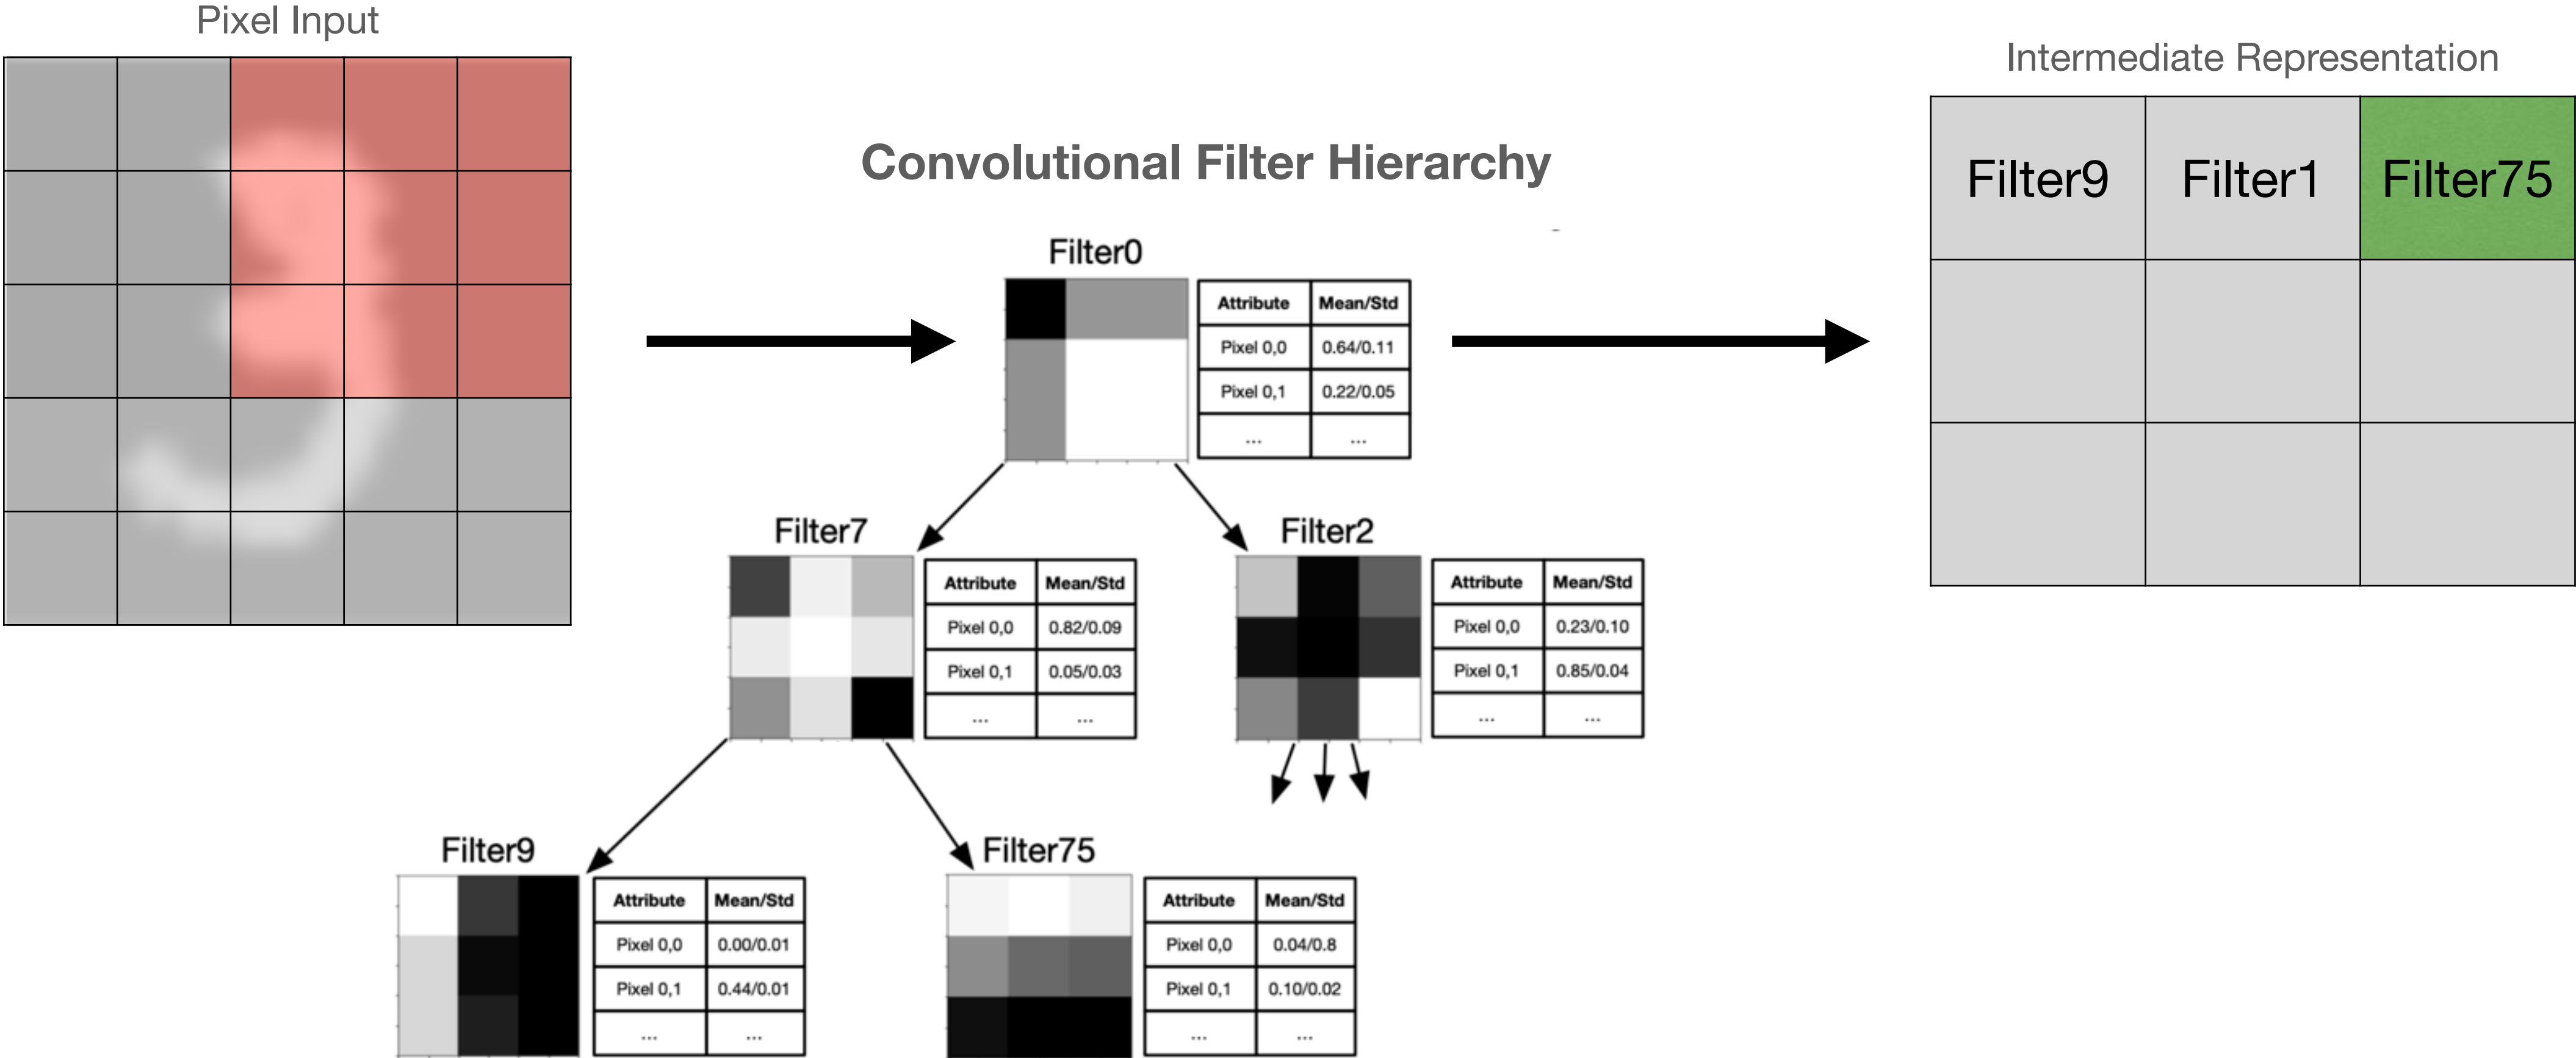 Pixel Input
Convolutional Filter Hierarchy
Intermediate Representation
Filter9 Filter1 Filter75
Filter0
Attribute Mean/Std
Pixel 0,0 0.64/0.11
Pixel 0,1 0.22/0.05
... ...
Filter7
Attribute Mean/Std
Pixel 0,0 0.82/0.09
Pixel 0,1 0.05/0.03
... ...
Filter2
Attribute Mean/Std
Pixel 0,0 0.23/0.10
Pixel 0,1 0.85/0.04
... ...
Filter9
Attribute Mean/Std
Pixel 0,0 0.00/0.01
Pixel 0,1 0.44/0.01
... ...
Filter75
Attribute Mean/Std
Pixel 0,0 0.04/0.8
Pixel 0,1 0.10/0.02
... ...